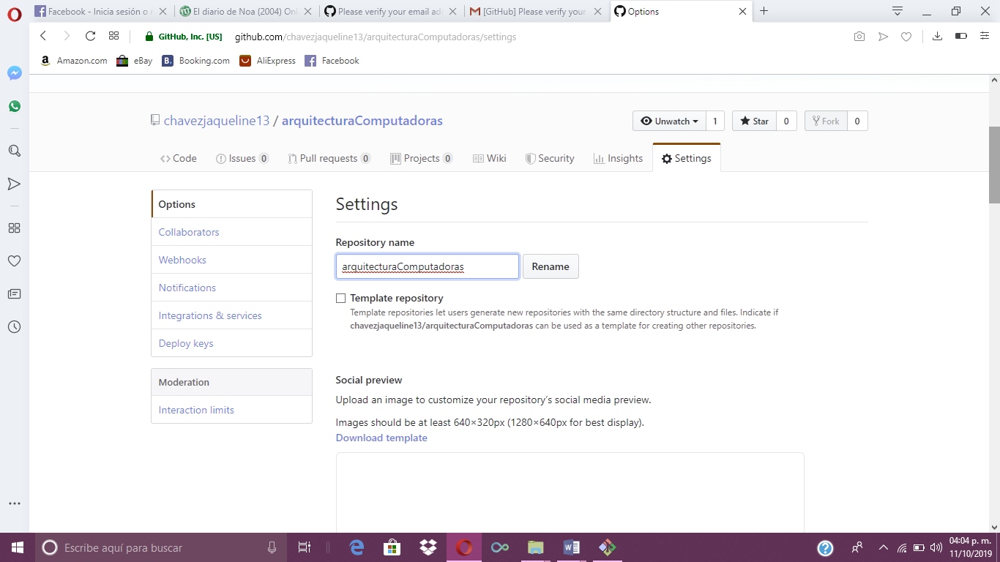 Facebook - Inicia sesión o r
El diario de Noa (2004) Onl
Please verify your email ad
[GitHub] Please verify your
Options
GitHub, Inc. [US]
github.com/chavezjaqueline13/arquitecturaComputadoras/settings
Amazon.com
eBay
Booking.com
AliExpress
Facebook
chavezjaqueline13 / arquitecturaComputadoras
Unwatch 1
Star 0
Fork 0
Code
Issues 0
Pull requests 0
Projects 0
Wiki
Security
Insights
Settings
Options
Collaborators
Webhooks
Notifications
Integrations & services
Deploy keys
Moderation
Interaction limits
Settings
Repository name
arquitecturaComputadoras
Rename
Template repository
Template repositories let users generate new repositories with the same directory structure and files. Indicate if
chavezjaqueline13/arquitecturaComputadoras can be used as a template for creating other repositories.
Social preview
Upload an image to customize your repository's social media preview.
Images should be at least 640×320px (1280×640px for best display).
Download template
Escribe aquí para buscar
04:04 p. m.
11/10/2019